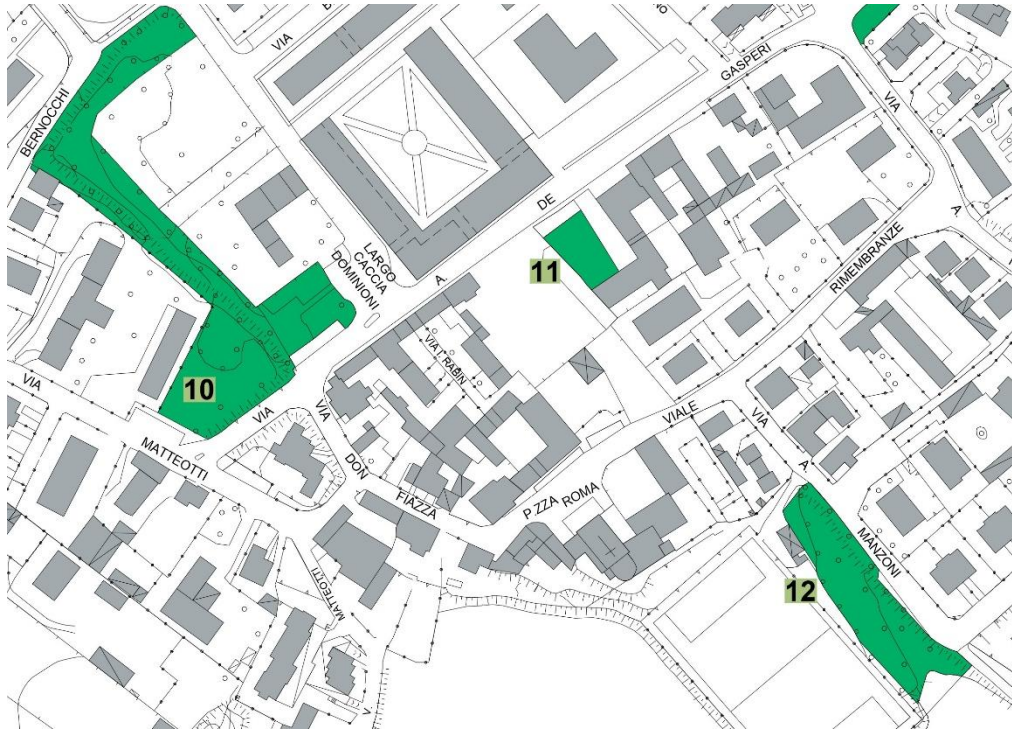 VIA
GASPERI
BERNOCCHI
VIA
DE
A.
LARGO
CACCIA
DOMINIONI
A.
11
RIMEMBRANZE
VIA I. RABIN
VIA
10
VIA
VIA
VIALE
VIA
MATTEOTTI
DON
FIAZZA
P.ZZA
ROMA
A.
MANZONI
12
MATTEOTTI
V.